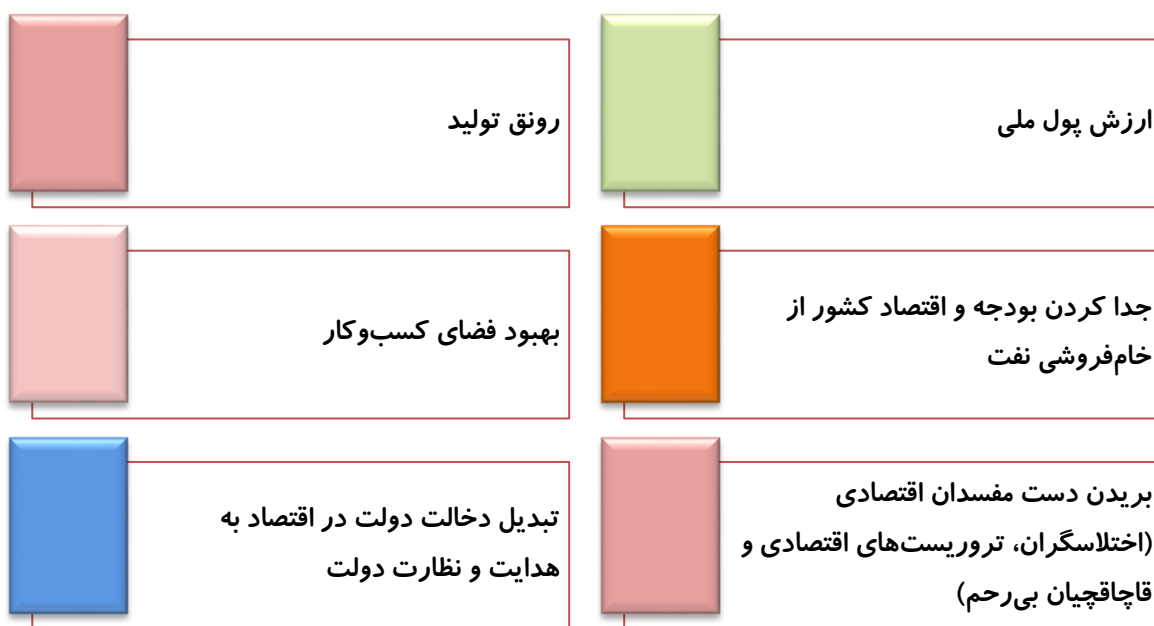 ارزش پول ملی
رونق تولید
جدا کردن بودجه و اقتصاد کشور از
خام‌فروشی نفت
بهبود فضای کسب‌وکار
بریدن دست مفسدان اقتصادی
(اختلاسگران، تروریست‌های اقتصادی و
قاچاقچیان بی‌رحم)
تبدیل دخالت دولت در اقتصاد به
هدایت و نظارت دولت